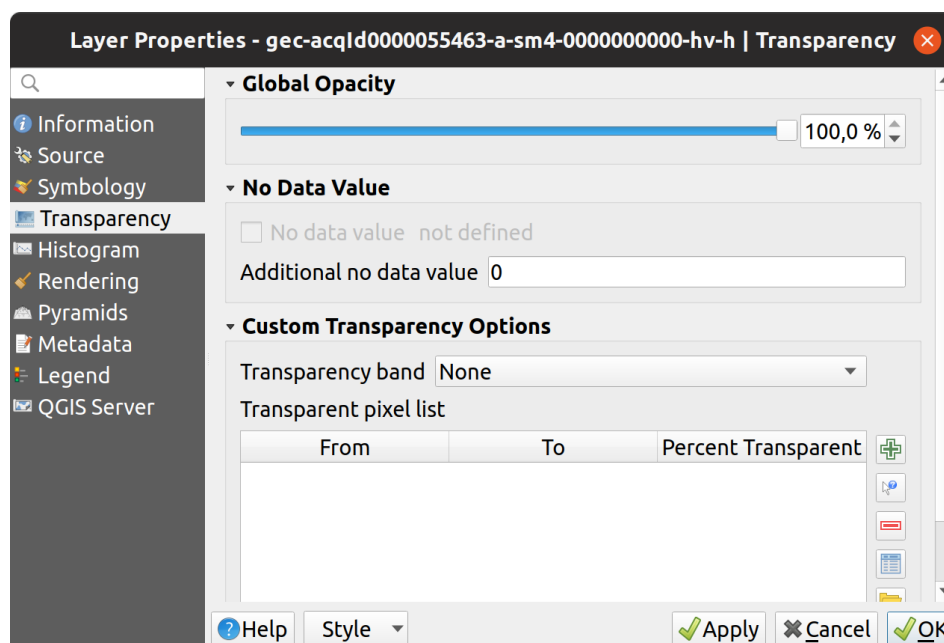 Layer Properties - gec-acqId0000055463-a-sm4-0000000000-hv-h | Transparency
Information
Source
Symbology
Transparency
Histogram
Rendering
Pyramids
Metadata
Legend
QGIS Server
Global Opacity
100,0 %
No Data Value
No data value not defined
Additional no data value 0
Custom Transparency Options
Transparency band None
Transparent pixel list
From To Percent Transparent
Help Style Apply Cancel OK